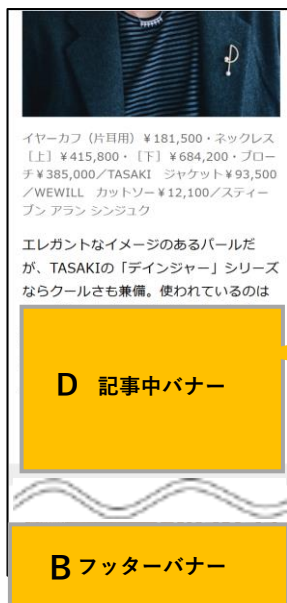 イヤーカフ（片耳用）¥181,500・ネックレス
［上］¥415,800・［下］¥684,200・ブロー
チ¥385,000／TASAKI　ジャケット¥93,500
／WEWILL　カットソー¥12,100／スティー
ブン アラン シンジュク
エレガントなイメージのあるパールだ
が、TASAKIの「デインジャー」シリーズ
ならクールさも兼備。使われているのは
D 記事中バナー
B フッターバナー